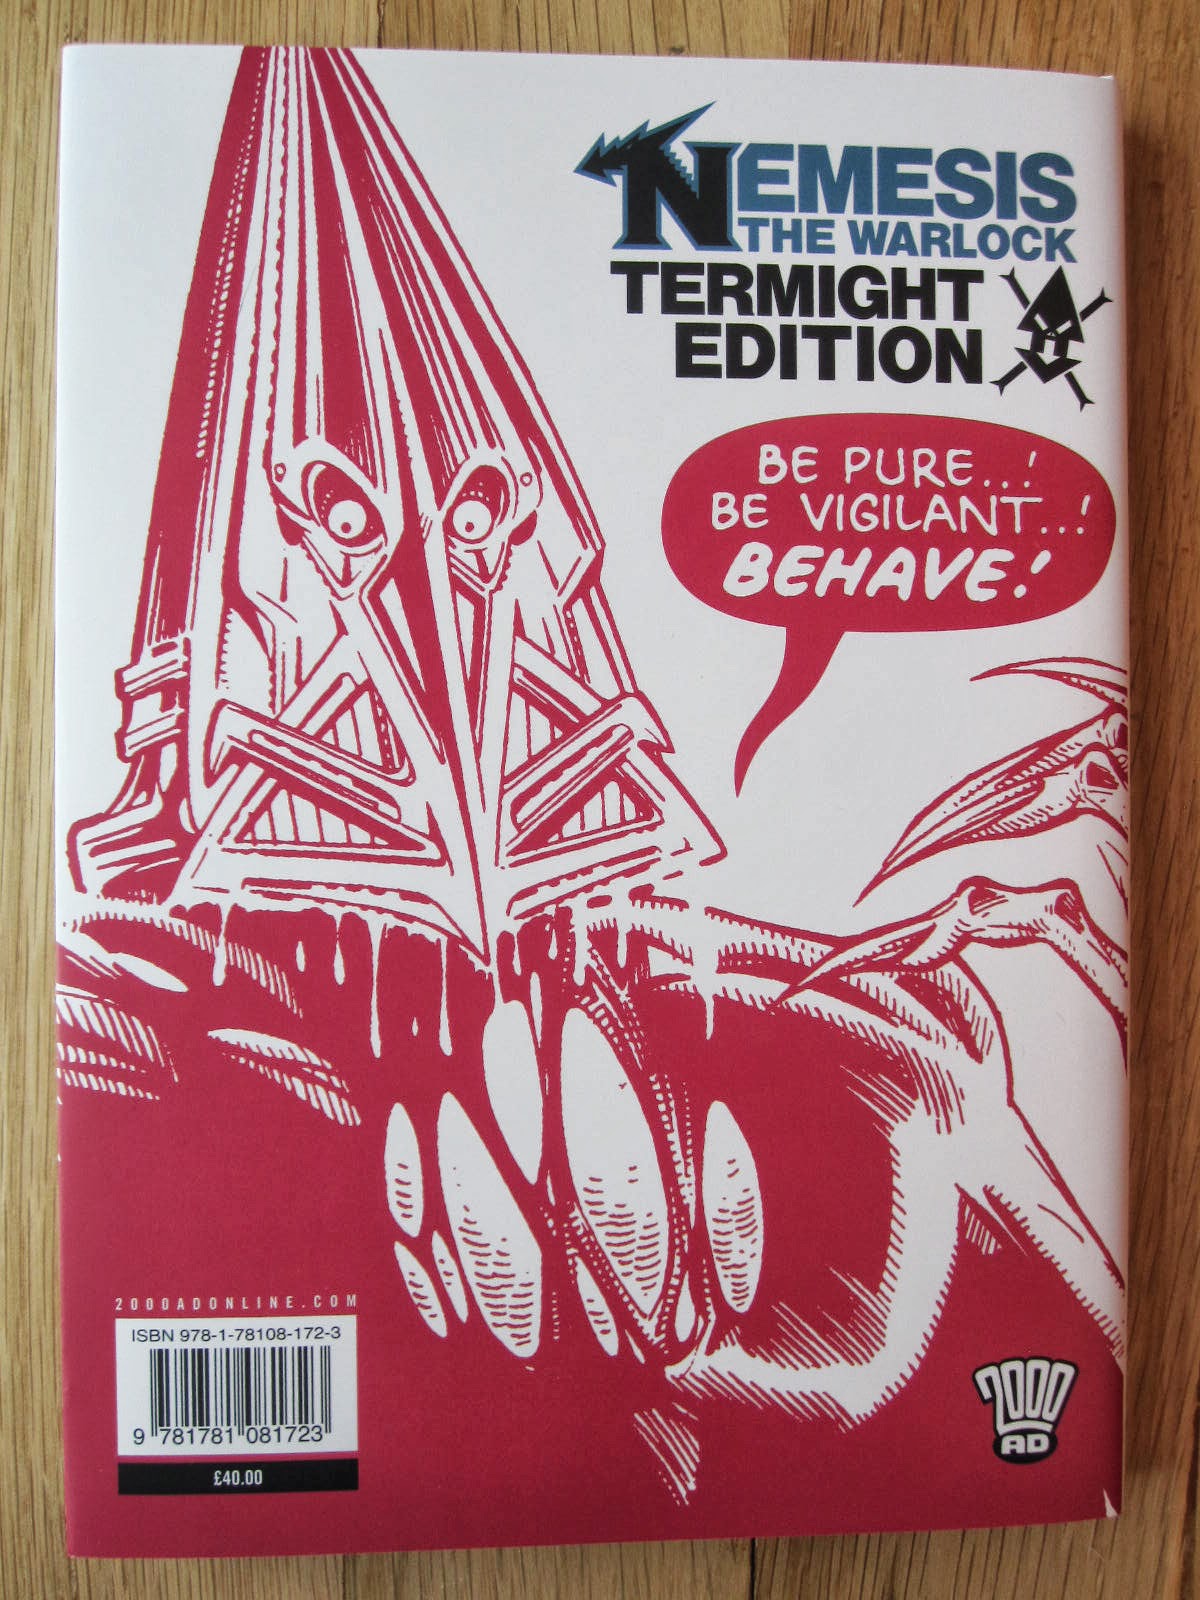 NEMESIS
THE WARLOCK
TERMIGHT
EDITION
BE PURE..!
BE VIGILANT..!
BEHAVE!
2000ADONLINE.COM
ISBN 978-1-78108-172-3
9 781781 081723
£40.00
2000
AD